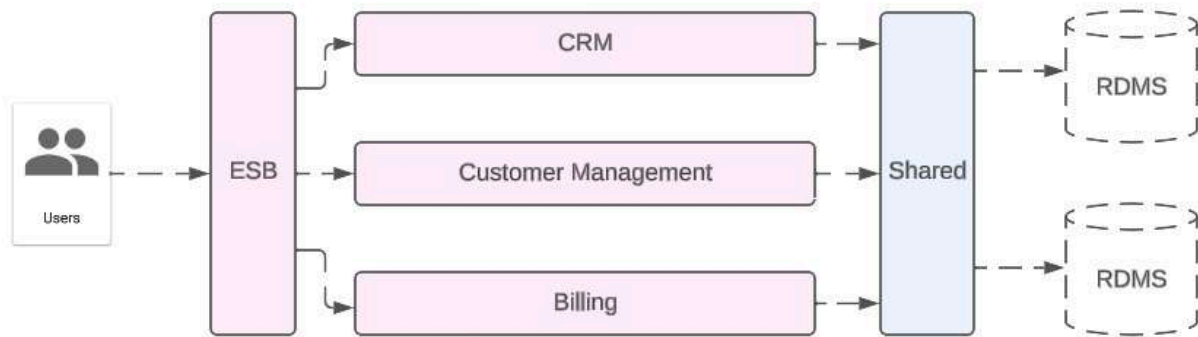 CRM
RDMS
Users
ESB
Customer Management
Shared
Billing
RDMS